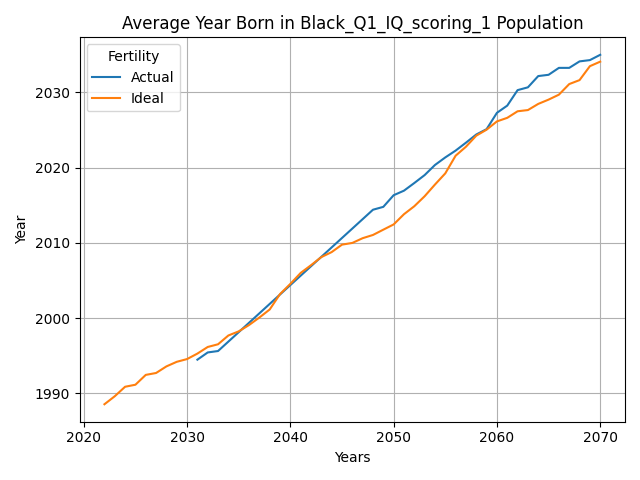 Average Year Born in Black_Q1_IQ_scoring_1 Population
Fertility
Actual
Ideal
2030
2020
2010
2000
1990
Year
2020 2030 2040 2050 2060 2070
Years